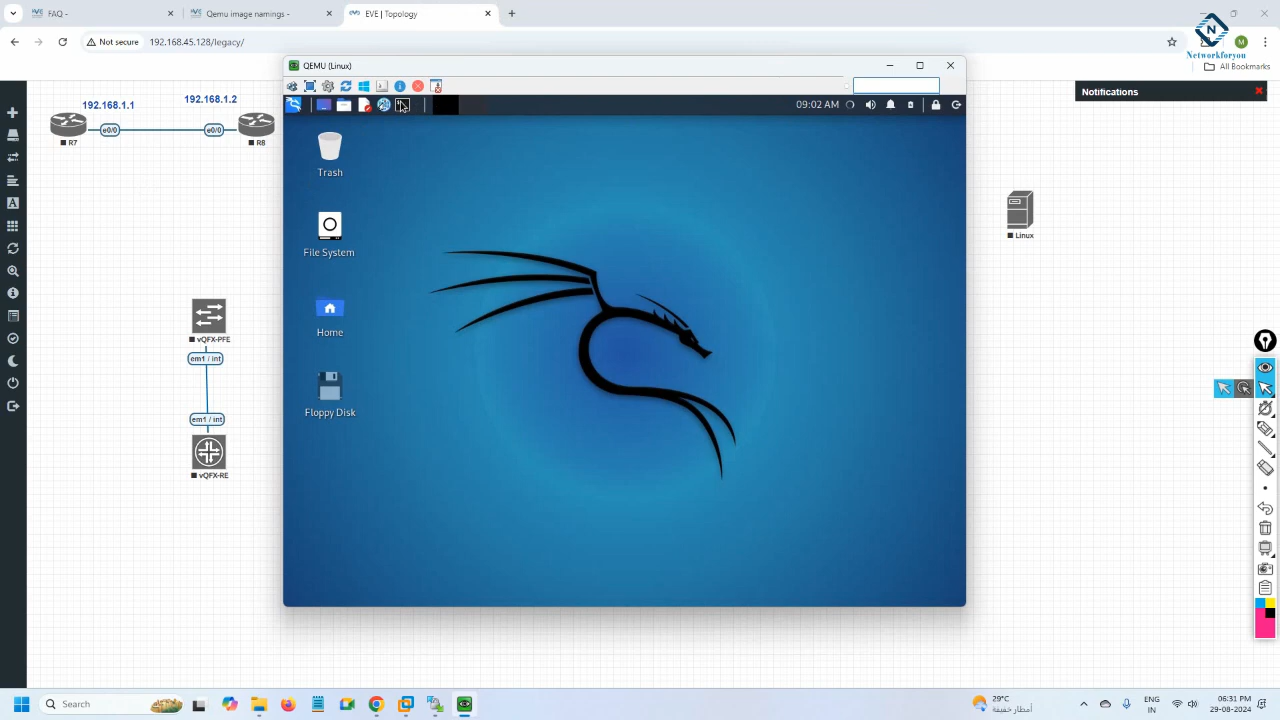 FAQ
Qemu image namings -
EVE | Topology
Not secure
192.168.45.128/legacy/
M
N
Networkforyou
All Bookmarks
QEMU (Linux)
Notifications
09:02 AM
192.168.1.1
192.168.1.2
e0/0
e0/0
R7
R8
Trash
File System
Home
Floppy Disk
Linux
vQFX-PFE
em1 / int
em1 / int
vQFX-RE
Search
29°C
أمطار خفيفة
ENG
IN
06:31 PM
29-08-2024